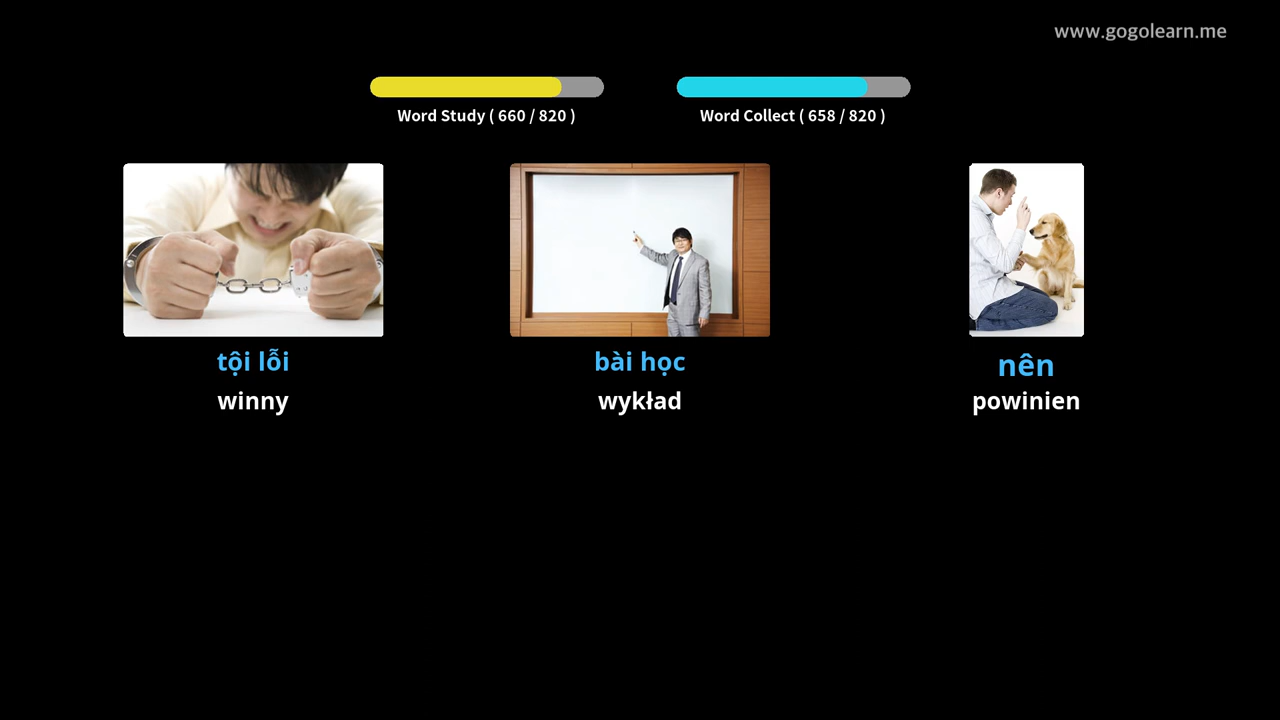 www.gogolearn.me
Word Study ( 660 / 820 )
Word Collect ( 658 / 820 )
tội lỗi
winny
bài học
wykład
nên
powinien